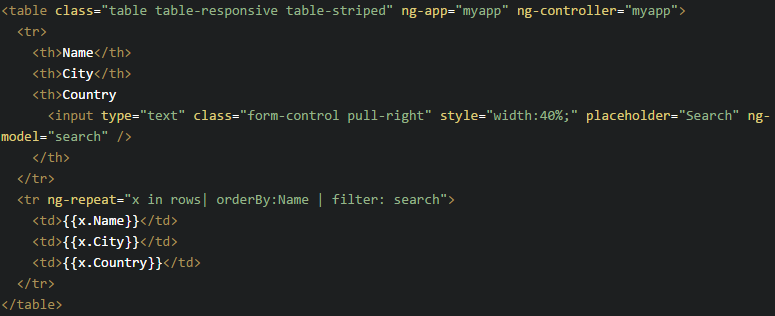 <table class="table table-responsive table-striped" ng-app="myapp" ng-controller="myapp">
  <tr>
    <th>Name</th>
    <th>City</th>
    <th>Country
      <input type="text" class="form-control pull-right" style="width:40%;" placeholder="Search" ng-
model="search" />
    </th>
  </tr>
  <tr ng-repeat="x in rows| orderBy:Name | filter: search">
    <td>{{x.Name}}</td>
    <td>{{x.City}}</td>
    <td>{{x.Country}}</td>
  </tr>
</table>